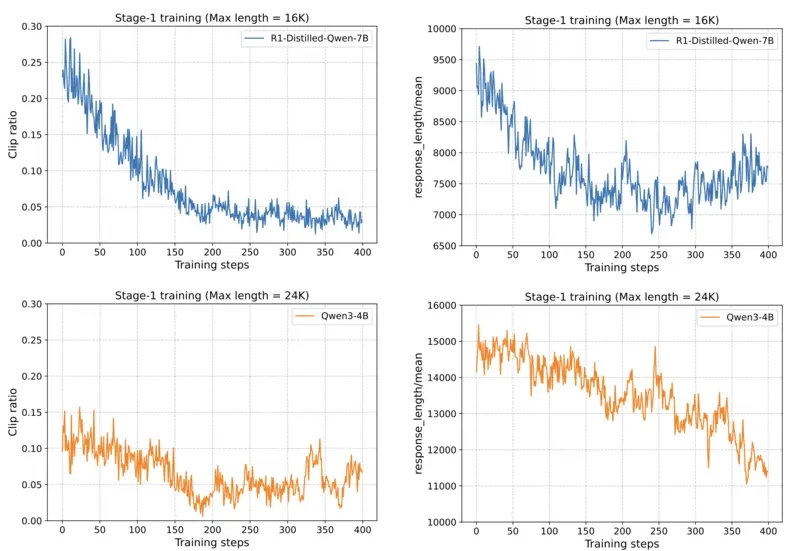 Stage-1 training (Max length = 16K)
0.30
0.25
0.20
0.15
0.10
0.05
0.00
Clip ratio
R1-Distilled-Qwen-7B
0 50 100 150 200 250 300 350 400
Training steps
Stage-1 training (Max length = 16K)
10000
9500
9000
8500
8000
7500
7000
6500
response_length/mean
R1-Distilled-Qwen-7B
0 50 100 150 200 250 300 350 400
Training steps
Stage-1 training (Max length = 24K)
0.30
0.25
0.20
0.15
0.10
0.05
0.00
Clip ratio
Qwen3-4B
0 50 100 150 200 250 300 350 400
Training steps
Stage-1 training (Max length = 24K)
16000
15000
14000
13000
12000
11000
10000
response_length/mean
Qwen3-4B
0 50 100 150 200 250 300 350 400
Training steps